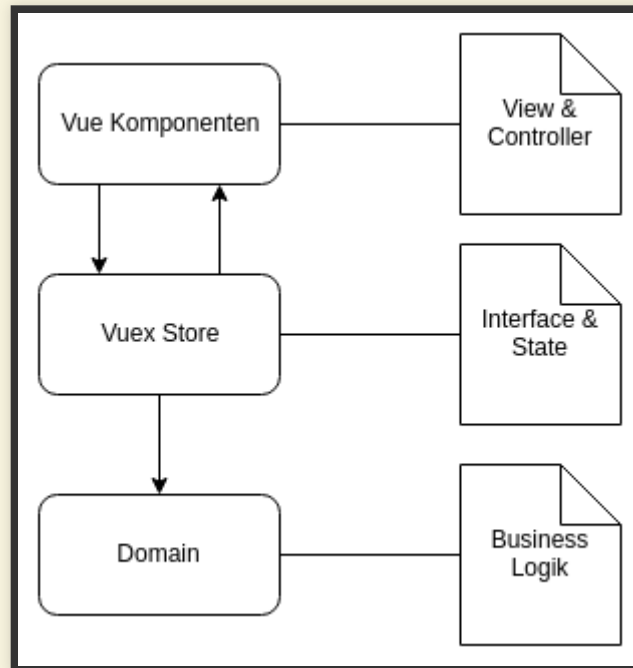 Vue Komponenten
View &
Controller
Vuex Store
Interface &
State
Domain
Business
Logik